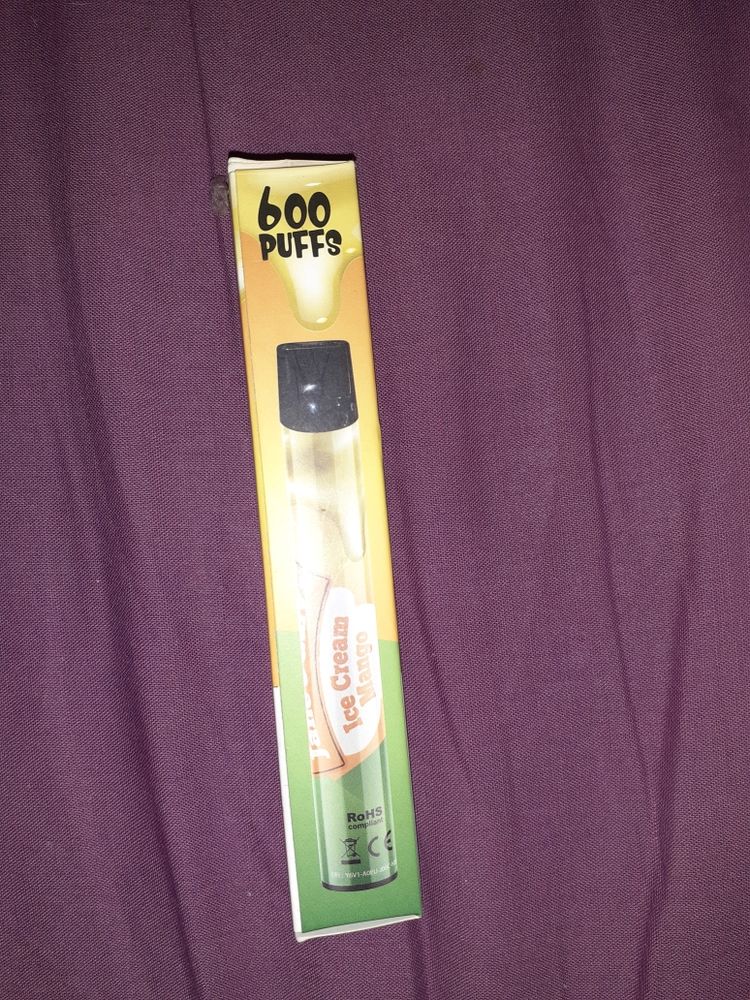 600
PUFFS
Ice Cream
Mango
RoHS
compliant
CE